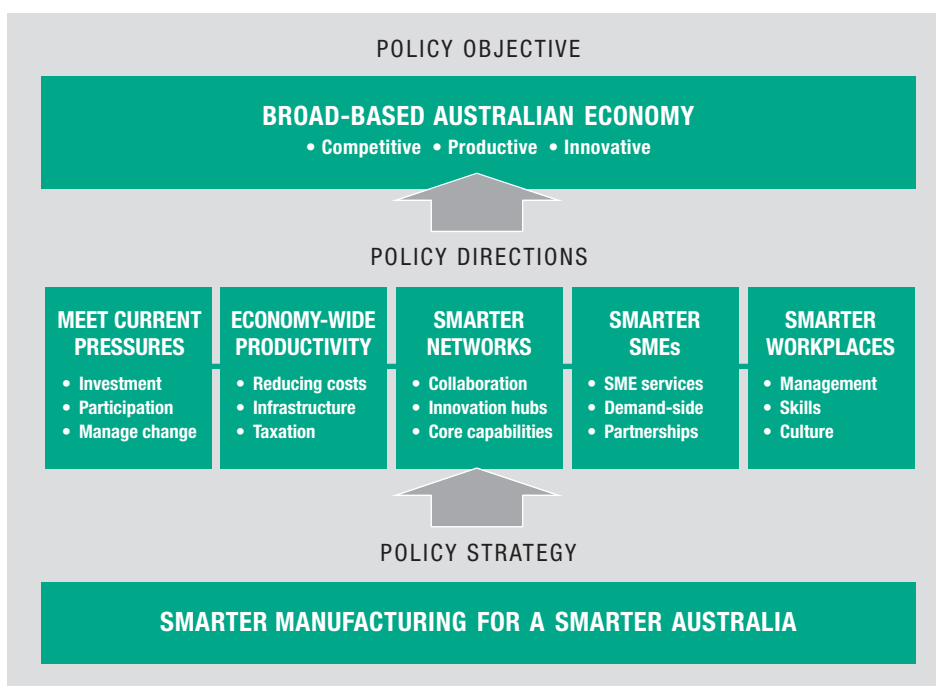 POLICY OBJECTIVE
BROAD-BASED AUSTRALIAN ECONOMY
• Competitive • Productive • Innovative
POLICY DIRECTIONS
MEET CURRENT
PRESSURES
• Investment
• Participation
• Manage change
ECONOMY-WIDE
PRODUCTIVITY
• Reducing costs
• Infrastructure
• Taxation
SMARTER
NETWORKS
• Collaboration
• Innovation hubs
• Core capabilities
SMARTER
SMEs
• SME services
• Demand-side
• Partnerships
SMARTER
WORKPLACES
• Management
• Skills
• Culture
POLICY STRATEGY
SMARTER MANUFACTURING FOR A SMARTER AUSTRALIA